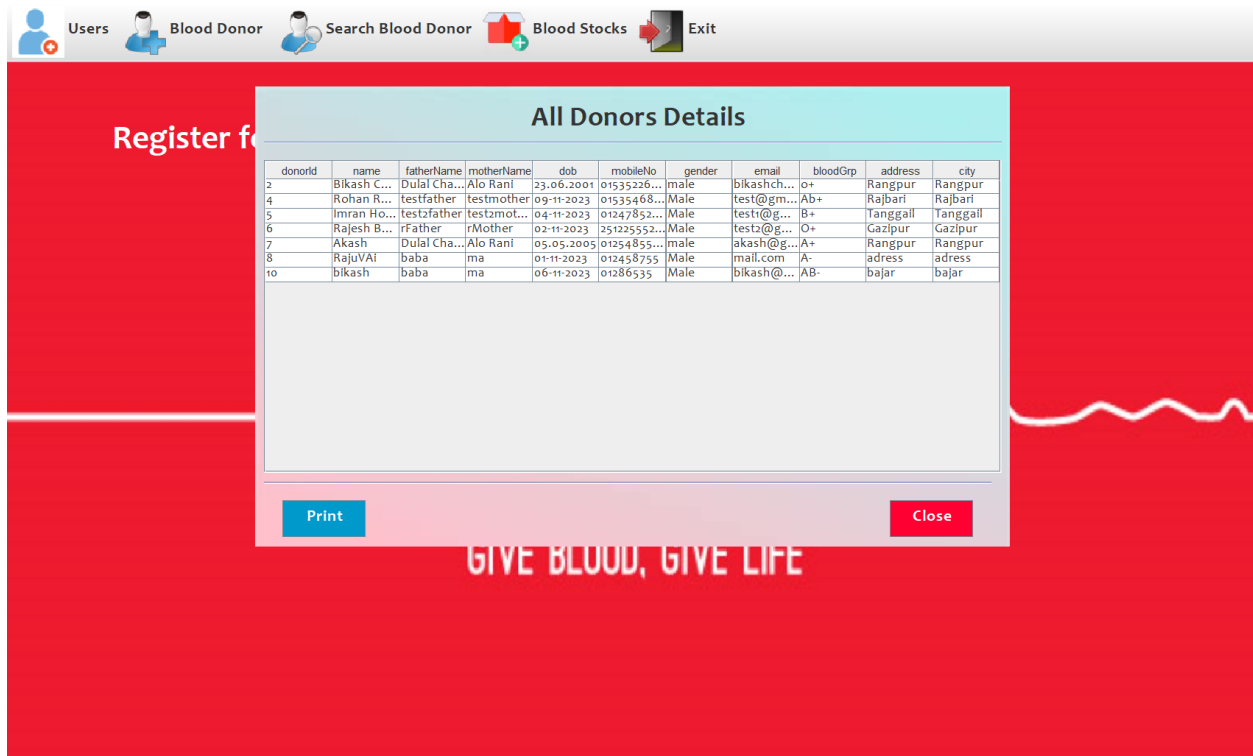 Users Blood Donor Search Blood Donor Blood Stocks Exit
All Donors Details
Register fo
donorId name fatherName motherName dob mobileNo gender email bloodGrp address city
2 Bikash C... Dulal Cha... Alo Rani 23.06.2001 01535226... male bikashch... o+ Rangpur Rangpur
4 Rohan R... testfather testmother 09-11-2023 01535468... Male test@gm... Ab+ Rajbari Rajbari
5 Imran Ho... test2father test2mot... 04-11-2023 01247852... Male test1@g... B+ Tanggail Tanggail
6 Rajesh B... rFather rMother 02-11-2023 251225552... Male test2@g... O+ Gazipur Gazipur
7 Akash Dulal Cha... Alo Rani 05.05.2005 01254855... male akash@g... A+ Rangpur Rangpur
8 RajuVAi baba ma 01-11-2023 012458755 Male mail.com A- adress adress
10 bikash baba ma 06-11-2023 01286535 Male bikash@... AB- bajar bajar
Print Close
GIVE BLOOD, GIVE LIFE